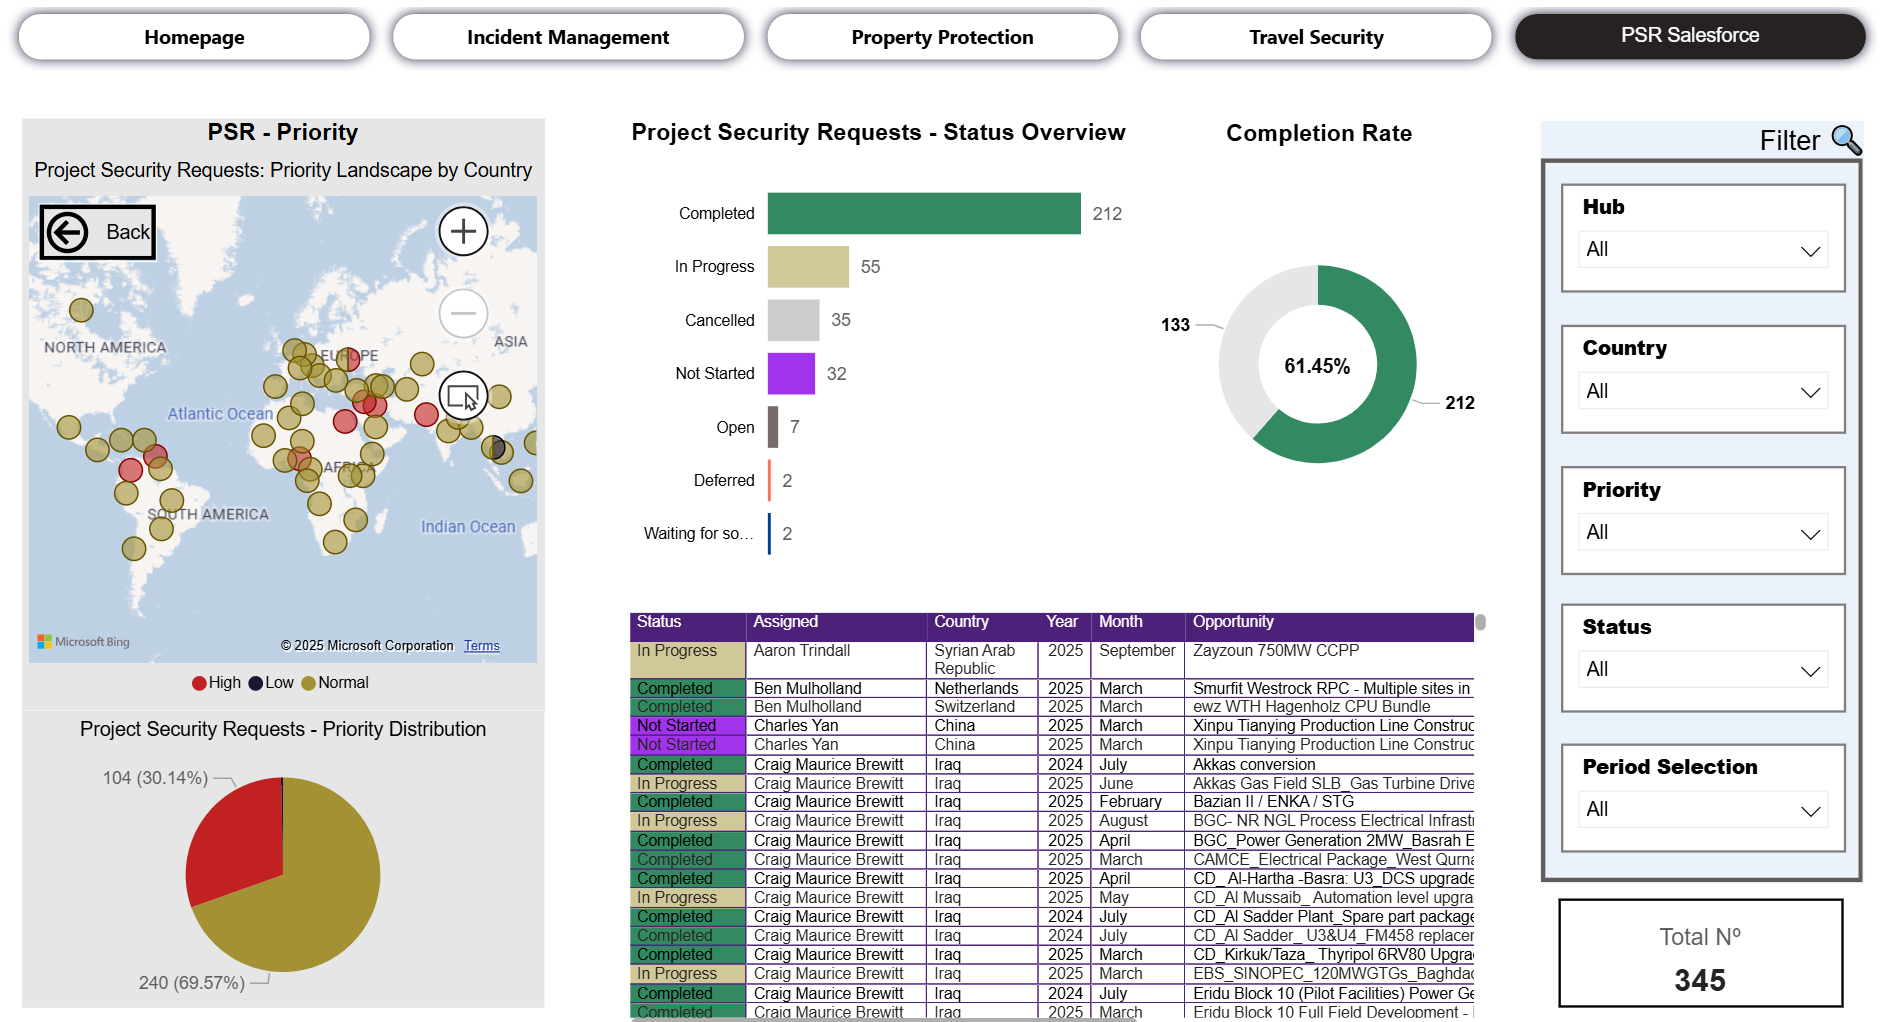 Homepage
Incident Management
Property Protection
Travel Security
PSR Salesforce
PSR - Priority
Project Security Requests: Priority Landscape by Country
Back
NORTH AMERICA
EUROPE
ASIA
Atlantic Ocean
AFRICA
SOUTH AMERICA
Indian Ocean
Microsoft Bing
© 2025 Microsoft Corporation Terms
High Low Normal
Project Security Requests - Priority Distribution
104 (30.14%)
240 (69.57%)
Project Security Requests - Status Overview
Completed 212
In Progress 55
Cancelled 35
Not Started 32
Open 7
Deferred 2
Waiting for so... 2
Completion Rate
133
61.45%
212
Status Assigned Country Year Month Opportunity
In Progress Aaron Trindall Syrian Arab Republic 2025 September Zayzoun 750MW CCPP
Completed Ben Mulholland Netherlands 2025 March Smurfit Westrock RPC - Multiple sites in
Completed Ben Mulholland Switzerland 2025 March ewz WTH Hagenholz CPU Bundle
Not Started Charles Yan China 2025 March Xinpu Tianying Production Line Construc
Not Started Charles Yan China 2025 March Xinpu Tianying Production Line Construc
Completed Craig Maurice Brewitt Iraq 2024 July Akkas conversion
In Progress Craig Maurice Brewitt Iraq 2025 June Akkas Gas Field SLB_Gas Turbine Drive
Completed Craig Maurice Brewitt Iraq 2025 February Bazian II / ENKA / STG
In Progress Craig Maurice Brewitt Iraq 2025 August BGC- NR NGL Process Electrical Infrast
Completed Craig Maurice Brewitt Iraq 2025 April BGC_Power Generation 2MW_Basrah E
Completed Craig Maurice Brewitt Iraq 2025 March CAMCE_Electrical Package_West Qurna
Completed Craig Maurice Brewitt Iraq 2025 April CD_ Al-Hartha -Basra: U3_DCS upgrade
In Progress Craig Maurice Brewitt Iraq 2025 May CD_Al Mussaib_ Automation level upgra
Completed Craig Maurice Brewitt Iraq 2024 July CD_Al Sadder Plant_Spare part package
Completed Craig Maurice Brewitt Iraq 2024 July CD_Al Sadder_ U3&U4_FM458 replacer
Completed Craig Maurice Brewitt Iraq 2025 March CD_Kirkuk/Taza_ Thyripol 6RV80 Upgra
In Progress Craig Maurice Brewitt Iraq 2025 March EBS_SINOPEC_120MWGTGs_Baghdad
Completed Craig Maurice Brewitt Iraq 2024 July Eridu Block 10 (Pilot Facilities) Power Ge
Completed Craig Maurice Brewitt Iraq 2025 March Eridu Block 10 Full Field Development -
Filter
Hub
All
Country
All
Priority
All
Status
All
Period Selection
All
Total Nº
345